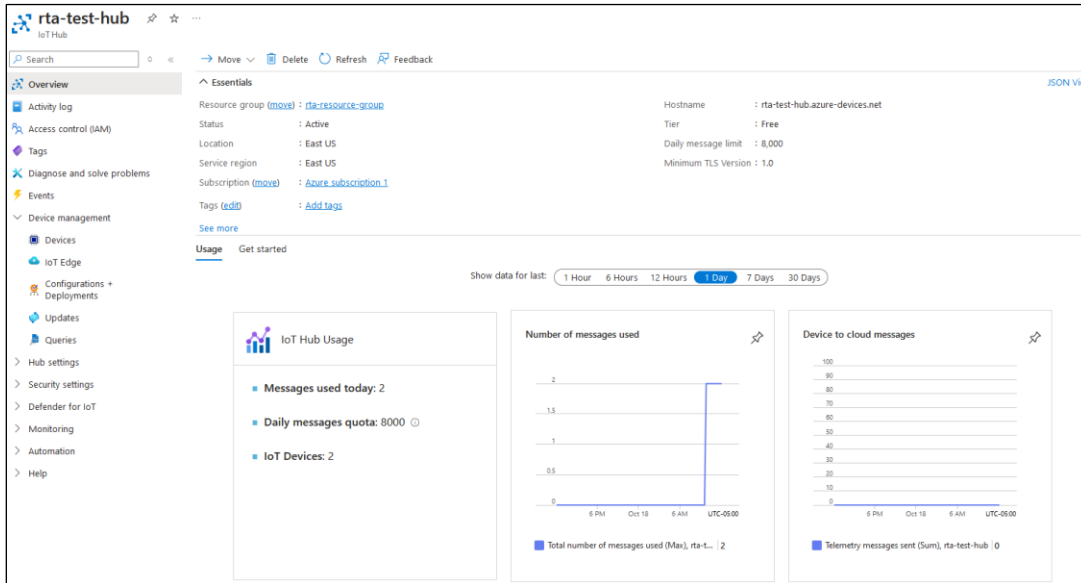 rta-test-hub
IoT Hub
Search
Overview
Activity log
Access control (IAM)
Tags
Diagnose and solve problems
Events
Device management
Devices
IoT Edge
Configurations +
Deployments
Updates
Queries
Hub settings
Security settings
Defender for IoT
Monitoring
Automation
Help
Move
Delete
Refresh
Feedback
Essentials
JSON Vi
Resource group (move) : rta-resource-group
Status : Active
Location : East US
Service region : East US
Subscription (move) : Azure subscription 1
Tags (edit) : Add tags
See more
Hostname : rta-test-hub.azure-devices.net
Tier : Free
Daily message limit : 8,000
Minimum TLS Version : 1.0
Usage Get started
Show data for last: 1 Hour 6 Hours 12 Hours 1 Day 7 Days 30 Days
IoT Hub Usage
Messages used today: 2
Daily messages quota: 8000
IoT Devices: 2
Number of messages used
2
1.5
1
0.5
0
6 PM Oct 18 6 AM UTC-05:00
Total number of messages used (Max), rta-t... 2
Device to cloud messages
100
90
80
70
60
50
40
30
20
10
0
6 PM Oct 18 6 AM UTC-05:00
Telemetry messages sent (Sum), rta-test-hub 0